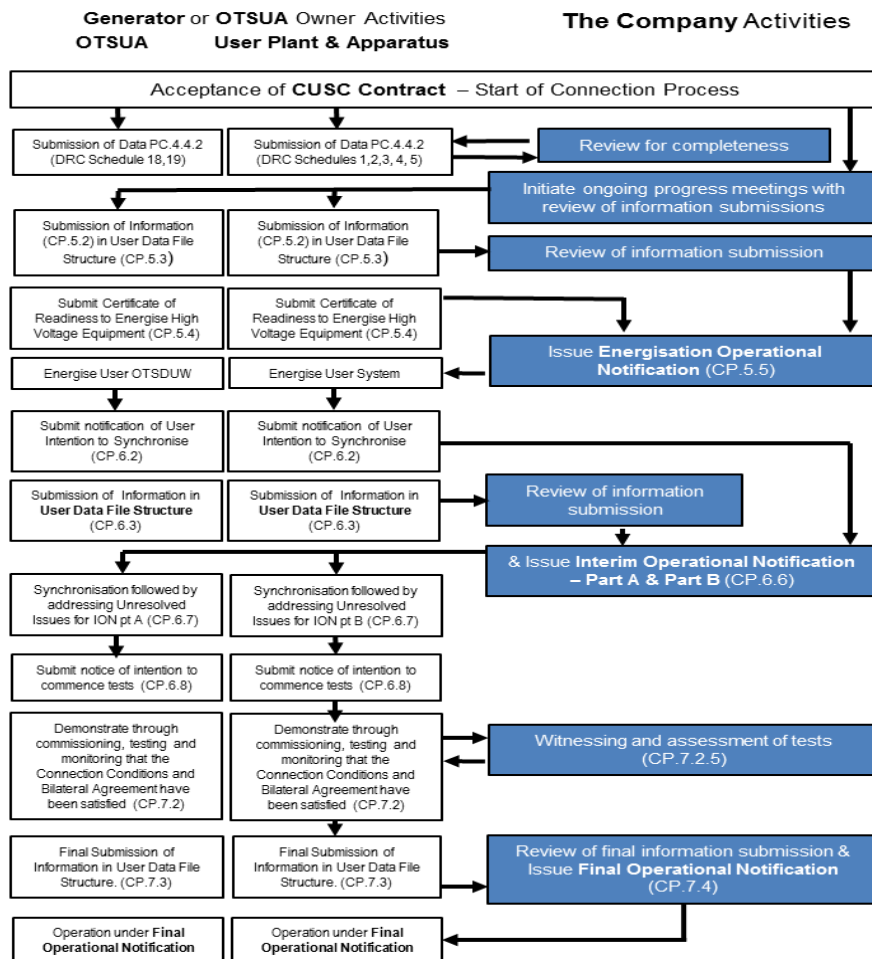 Generator or OTSUA Owner Activities
OTSUA User Plant & Apparatus
The Company Activities
Acceptance of CUSC Contract – Start of Connection Process
Submission of Data PC.4.4.2
(DRC Schedule 18,19)
Submission of Data PC.4.4.2
(DRC Schedules 1,2,3, 4, 5)
Review for completeness
Initiate ongoing progress meetings with
review of information submissions
Submission of Information
(CP.5.2) in User Data File
Structure (CP.5.3)
Submission of Information
(CP.5.2) in User Data File
Structure (CP.5.3)
Review of information submission
Submit Certificate of
Readiness to Energise High
Voltage Equipment (CP.5.4)
Submit Certificate of
Readiness to Energise High
Voltage Equipment (CP.5.4)
Issue Energisation Operational
Notification (CP.5.5)
Energise User OTSDUW
Energise User System
Submit notification of User
Intention to Synchronise
(CP.6.2)
Submit notification of User
Intention to Synchronise
(CP.6.2)
Submission of Information in
User Data File Structure
(CP.6.3)
Submission of Information in
User Data File Structure
(CP.6.3)
Review of information
submission
& Issue Interim Operational Notification
– Part A & Part B (CP.6.6)
Synchronisation followed by
addressing Unresolved
Issues for ION pt A (CP.6.7)
Synchronisation followed by
addressing Unresolved
Issues for ION pt B (CP.6.7)
Submit notice of intention to
commence tests (CP.6.8)
Submit notice of intention to
commence tests (CP.6.8)
Demonstrate through
commissioning, testing and
monitoring that the
Connection Conditions and
Bilateral Agreement have
been satisfied (CP.7.2)
Demonstrate through
commissioning, testing and
monitoring that the
Connection Conditions and
Bilateral Agreement have
been satisfied (CP.7.2)
Witnessing and assessment of tests
(CP.7.2.5)
Final Submission of
Information in User Data File
Structure. (CP.7.3)
Final Submission of
Information in User Data File
Structure. (CP.7.3)
Review of final information submission &
Issue Final Operational Notification
(CP.7.4)
Operation under Final
Operational Notification
Operation under Final
Operational Notification